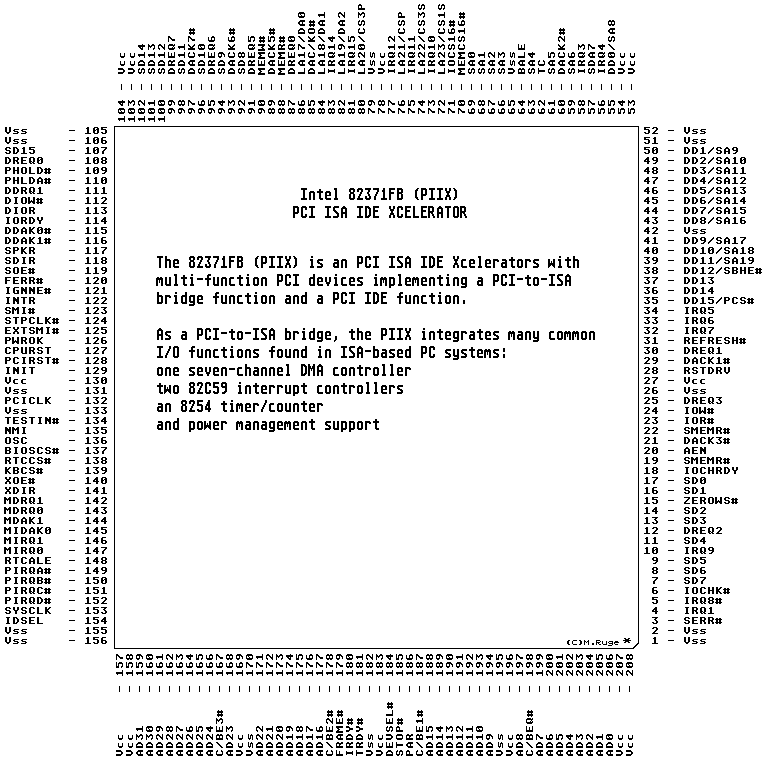 104 - Vcc
103 - Vcc
102 - SD14
101 - SD13
100 - SD12
99 - DREQ7
98 - SD11
97 - DACK7#
96 - SD10
95 - DREQ6
94 - SD9
93 - DACK6#
92 - SD8
91 - DREQ5
90 - MEMW#
89 - DACK5#
88 - MEMR#
87 - DREQ0
86 - LA17/DA0
85 - DAC/K0#
84 - LA18/DA1
83 - IRQ14
82 - LA19/DA2
81 - IRQ15
80 - LA20/CS3P
79 - Vss
78 - Vcc
77 - IRQ12
76 - LA21/CSP
75 - IRQ11
74 - LA22/CS3S
73 - IRQ10
72 - LA23/CS1S
71 - IOCS16#
70 - MEMCS16#
69 - SA0
68 - SA1
67 - SA2
66 - SA3
65 - Vss
64 - BALE
63 - SA4
62 - TC
61 - SA5
60 - DACK2#
59 - SA6
58 - IRQ3
57 - SA7
56 - IRQ4
55 - DD0/SA8
54 - Vcc
53 - Vcc
Vss - 105
Vss - 106
SD15 - 107
DREQ0 - 108
PHOLD# - 109
PHLDA# - 110
DDRQ1 - 111
DIOW# - 112
DIOR - 113
IORDY - 114
DDAK0# - 115
DDAK1# - 116
SPKR - 117
SDIR - 118
SOE# - 119
FERR# - 120
IGNNE# - 121
INTR - 122
SMI# - 123
STPCLK# - 124
EXTSMI# - 125
PWROK - 126
CPURST - 127
PCIRST# - 128
INIT - 129
Vcc - 130
Vss - 131
PCICLK - 132
Vss - 133
TESTIN# - 134
NMI - 135
OSC - 136
BIOSCS# - 137
RTCCS# - 138
KBCS# - 139
XOE# - 140
XDIR - 141
MDRQ1 - 142
MDRQ0 - 143
MDAK1 - 144
MIDAK0 - 145
MIRQ1 - 146
MIRQ0 - 147
RTCALE - 148
PIRQA# - 149
PIRQB# - 150
PIRQC# - 151
PIRQD# - 152
SYSCLK - 153
IDSEL - 154
Vss - 155
Vss - 156
Intel 82371FB (PIIX)
PCI ISA IDE XCELERATOR
The 82371FB (PIIX) is an PCI ISA IDE Xcelerators with
multi-function PCI devices implementing a PCI-to-ISA
bridge function and a PCI IDE function.
As a PCI-to-ISA bridge, the PIIX integrates many common
I/O functions found in ISA-based PC systems:
one seven-channel DMA controller
two 82C59 interrupt controllers
an 8254 timer/counter
and power management support
(C)M.Ruge *
52 - Vss
51 - Vss
50 - DD1/SA9
49 - DD2/SA10
48 - DD3/SA11
47 - DD4/SA12
46 - DD5/SA13
45 - DD6/SA14
44 - DD7/SA15
43 - DD8/SA16
42 - Vss
41 - DD9/SA17
40 - DD10/SA18
39 - DD11/SA19
38 - DD12/SBHE#
37 - DD13
36 - DD14
35 - DD15/PCS#
34 - IRQ5
33 - IRQ6
32 - IRQ7
31 - REFRESH#
30 - DREQ1
29 - DACK1#
28 - RSTDRV
27 - Vcc
26 - Vss
25 - DREQ3
24 - IOW#
23 - IOR#
22 - SMEMR#
21 - DACK3#
20 - AEN
19 - SMEMR#
18 - IOCHRDY
17 - SD0
16 - SD1
15 - ZEROWS#
14 - SD2
13 - SD3
12 - DREQ2
11 - SD4
10 - IRQ9
9 - SD5
8 - SD6
7 - SD7
6 - IOCHK#
5 - IRQ8#
4 - IRQ1
3 - SERR#
2 - Vss
1 - Vss
Vcc - 157
Vcc - 158
AD31 - 159
AD30 - 160
AD29 - 161
AD28 - 162
AD27 - 163
AD26 - 164
AD25 - 165
AD24 - 166
C/BE3# - 167
AD23 - 168
Vcc - 169
Vss - 170
AD22 - 171
AD21 - 172
AD20 - 173
AD19 - 174
AD18 - 175
AD17 - 176
AD16 - 177
C/BE2# - 178
FRAME# - 179
IRDY# - 180
TRDY# - 181
Vss - 182
Vcc - 183
DEVSEL# - 184
STOP# - 185
PAR - 186
C/BE1# - 187
AD15 - 188
AD14 - 189
AD13 - 190
AD12 - 191
AD11 - 192
AD10 - 193
AD9 - 194
Vss - 195
Vcc - 196
AD8 - 197
C/BEQ# - 198
AD7 - 199
AD6 - 200
AD5 - 201
AD4 - 202
AD3 - 203
AD2 - 204
AD1 - 205
AD0 - 206
Vcc - 207
Vcc - 208